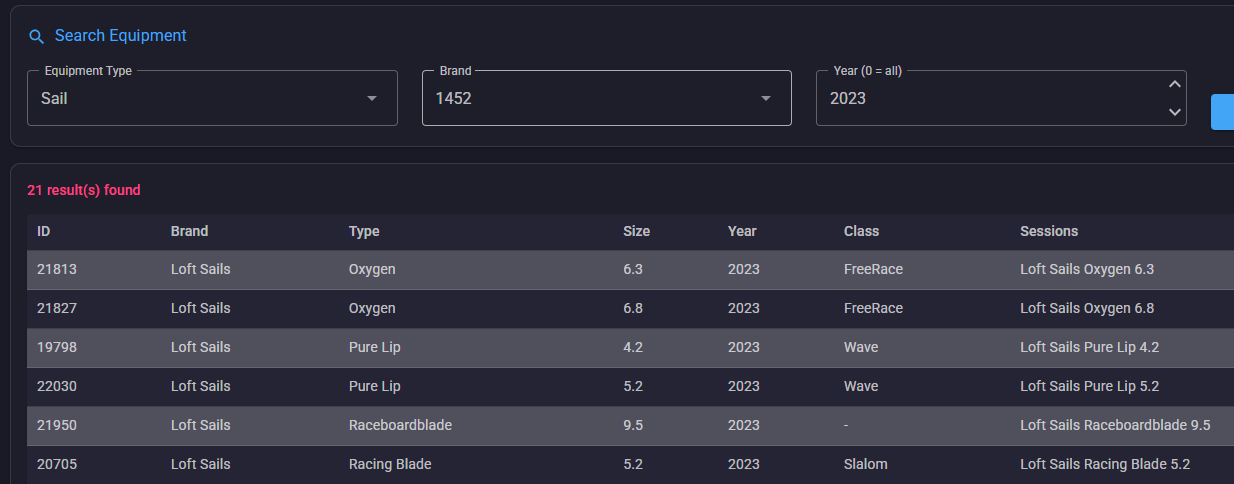 Search Equipment
Equipment Type Brand Year (0 = all)
Sail 1452 2023
21 result(s) found
ID Brand Type Size Year Class Sessions
21813 Loft Sails Oxygen 6.3 2023 FreeRace Loft Sails Oxygen 6.3
21827 Loft Sails Oxygen 6.8 2023 FreeRace Loft Sails Oxygen 6.8
19798 Loft Sails Pure Lip 4.2 2023 Wave Loft Sails Pure Lip 4.2
22030 Loft Sails Pure Lip 5.2 2023 Wave Loft Sails Pure Lip 5.2
21950 Loft Sails Raceboardblade 9.5 2023 - Loft Sails Raceboardblade 9.5
20705 Loft Sails Racing Blade 5.2 2023 Slalom Loft Sails Racing Blade 5.2